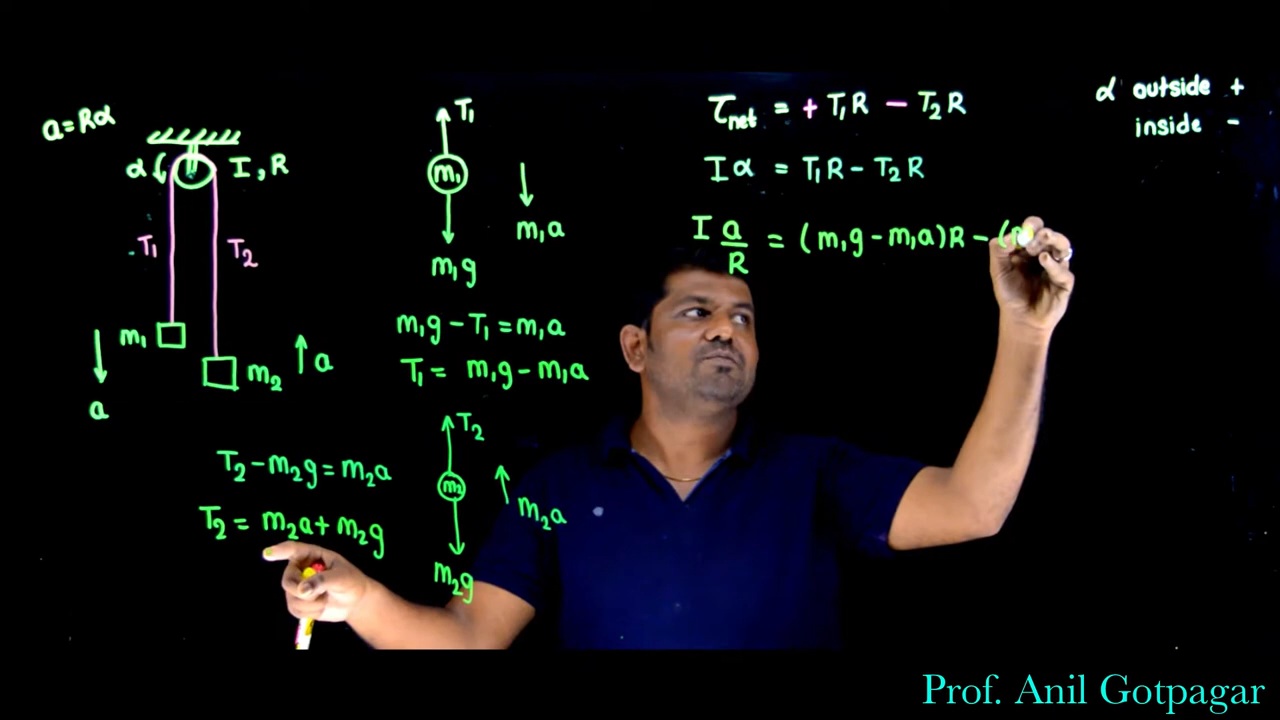 a=Rα
α I, R
T₁ T₂
m₁
m₂ a
a
T₁
m₁
m₁a
m₁g
m₁g - T₁ = m₁a
T₁ = m₁g - m₁a
T₂ - m₂g = m₂a
T₂ = m₂a + m₂g
T₂
m₂
m₂a
m₂g
τnet = + T₁R - T₂R
Iα = T₁R - T₂R
I a/R = (m₁g - m₁a)R - (
α outside +
inside -
Prof. Anil Gotpagar